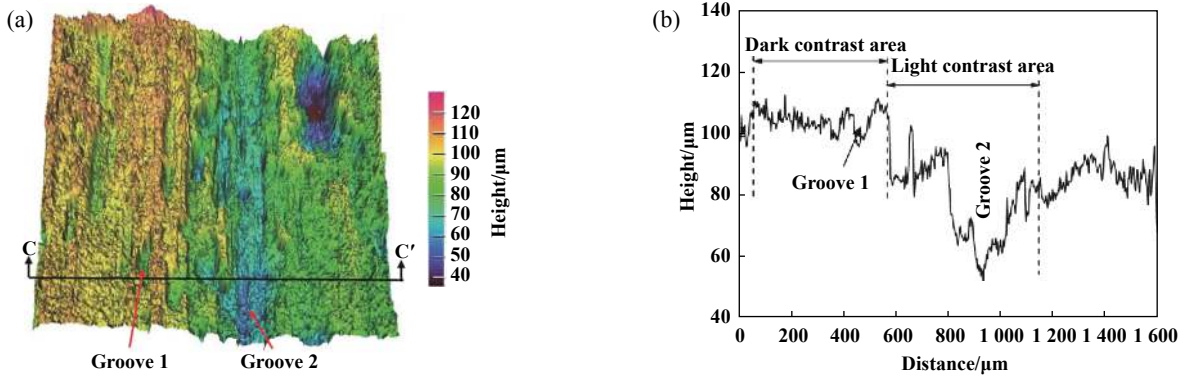 (a)
120
110
100
90
80
70
60
50
40
Height/μm
C
C′
Groove 1
Groove 2
(b)
140
120
100
80
60
40
Height/μm
Dark contrast area
Light contrast area
Groove 1
Groove 2
0
200
400
600
800
1 000
1 200
1 400
1 600
Distance/μm